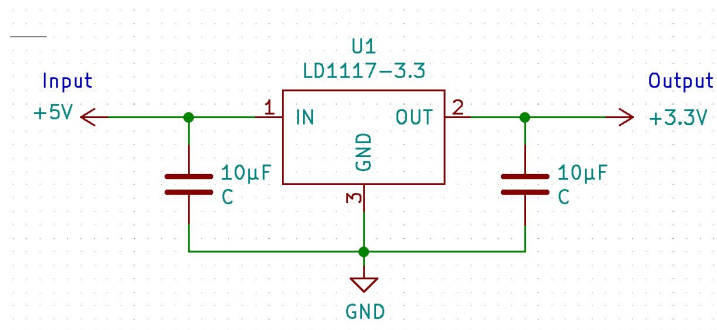 U1
LD1117-3.3
Input
Output
+5V
1
IN
OUT
2
+3.3V
GND
3
10µF
C
10µF
C
GND